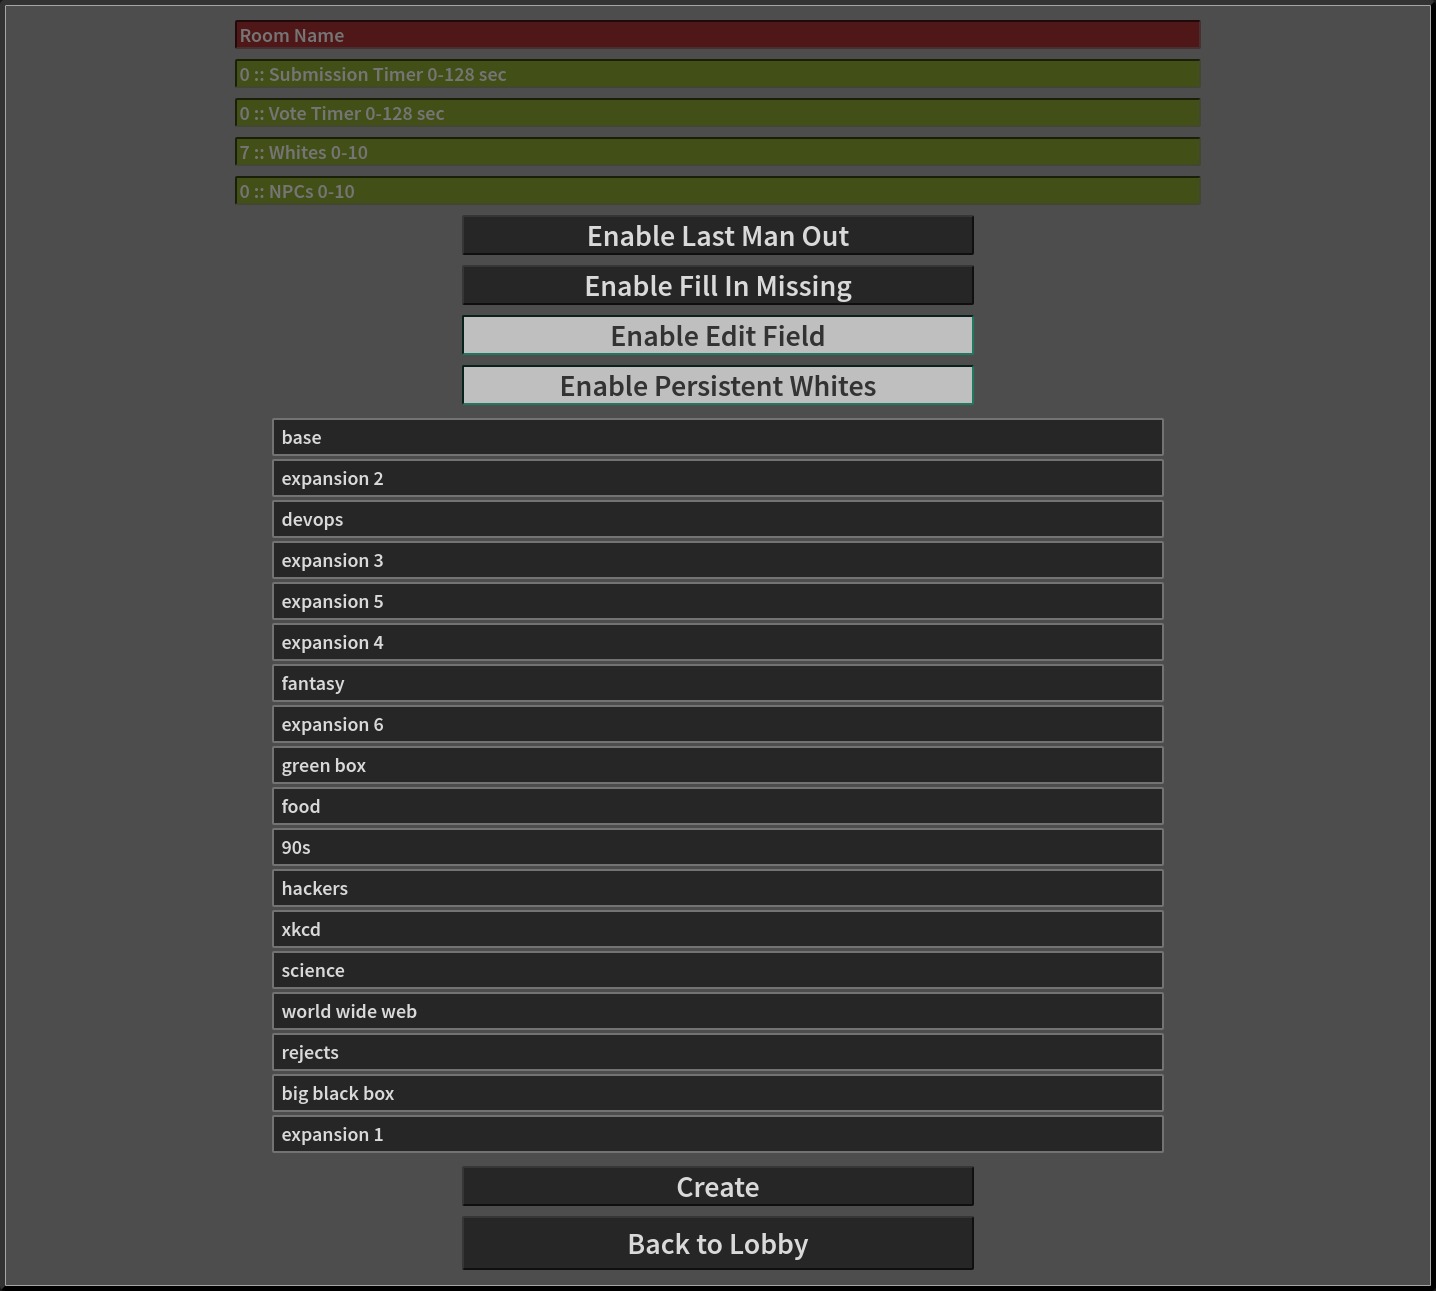 Room Name
0 :: Submission Timer 0-128 sec
0 :: Vote Timer 0-128 sec
7 :: Whites 0-10
0 :: NPCs 0-10
Enable Last Man Out
Enable Fill In Missing
Enable Edit Field
Enable Persistent Whites
base
expansion 2
devops
expansion 3
expansion 5
expansion 4
fantasy
expansion 6
green box
food
90s
hackers
xkcd
science
world wide web
rejects
big black box
expansion 1
Create
Back to Lobby